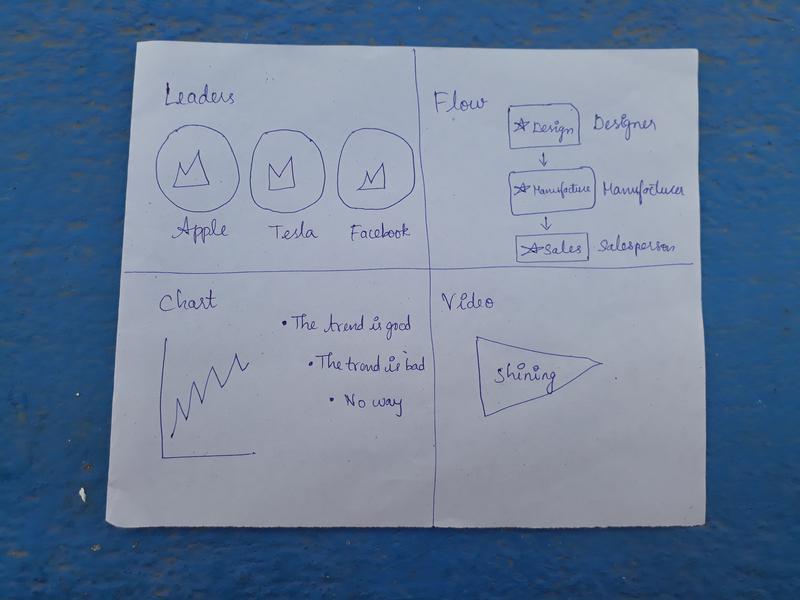 Leaders
Apple Tesla Facebook
Flow
Design Designer
Manufacture Manufacturer
Sales Salesperson
Chart
• The trend is good
• The trend is bad
• No way
Video
Shining